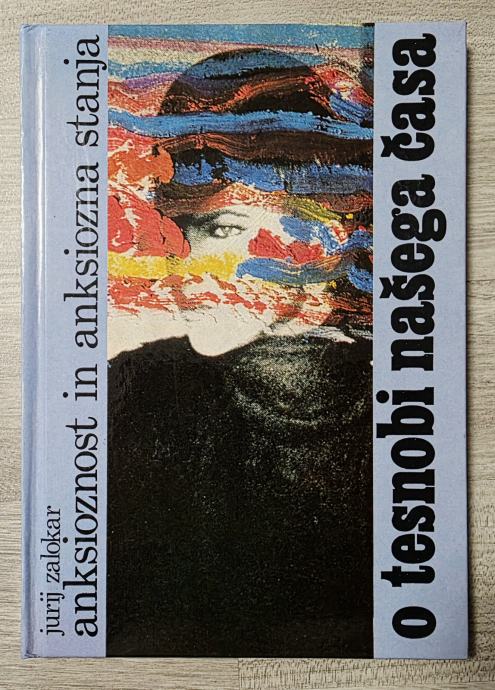 jurij zalokar
anksioznost in anksiozna stanja
o tesnobi našega časa